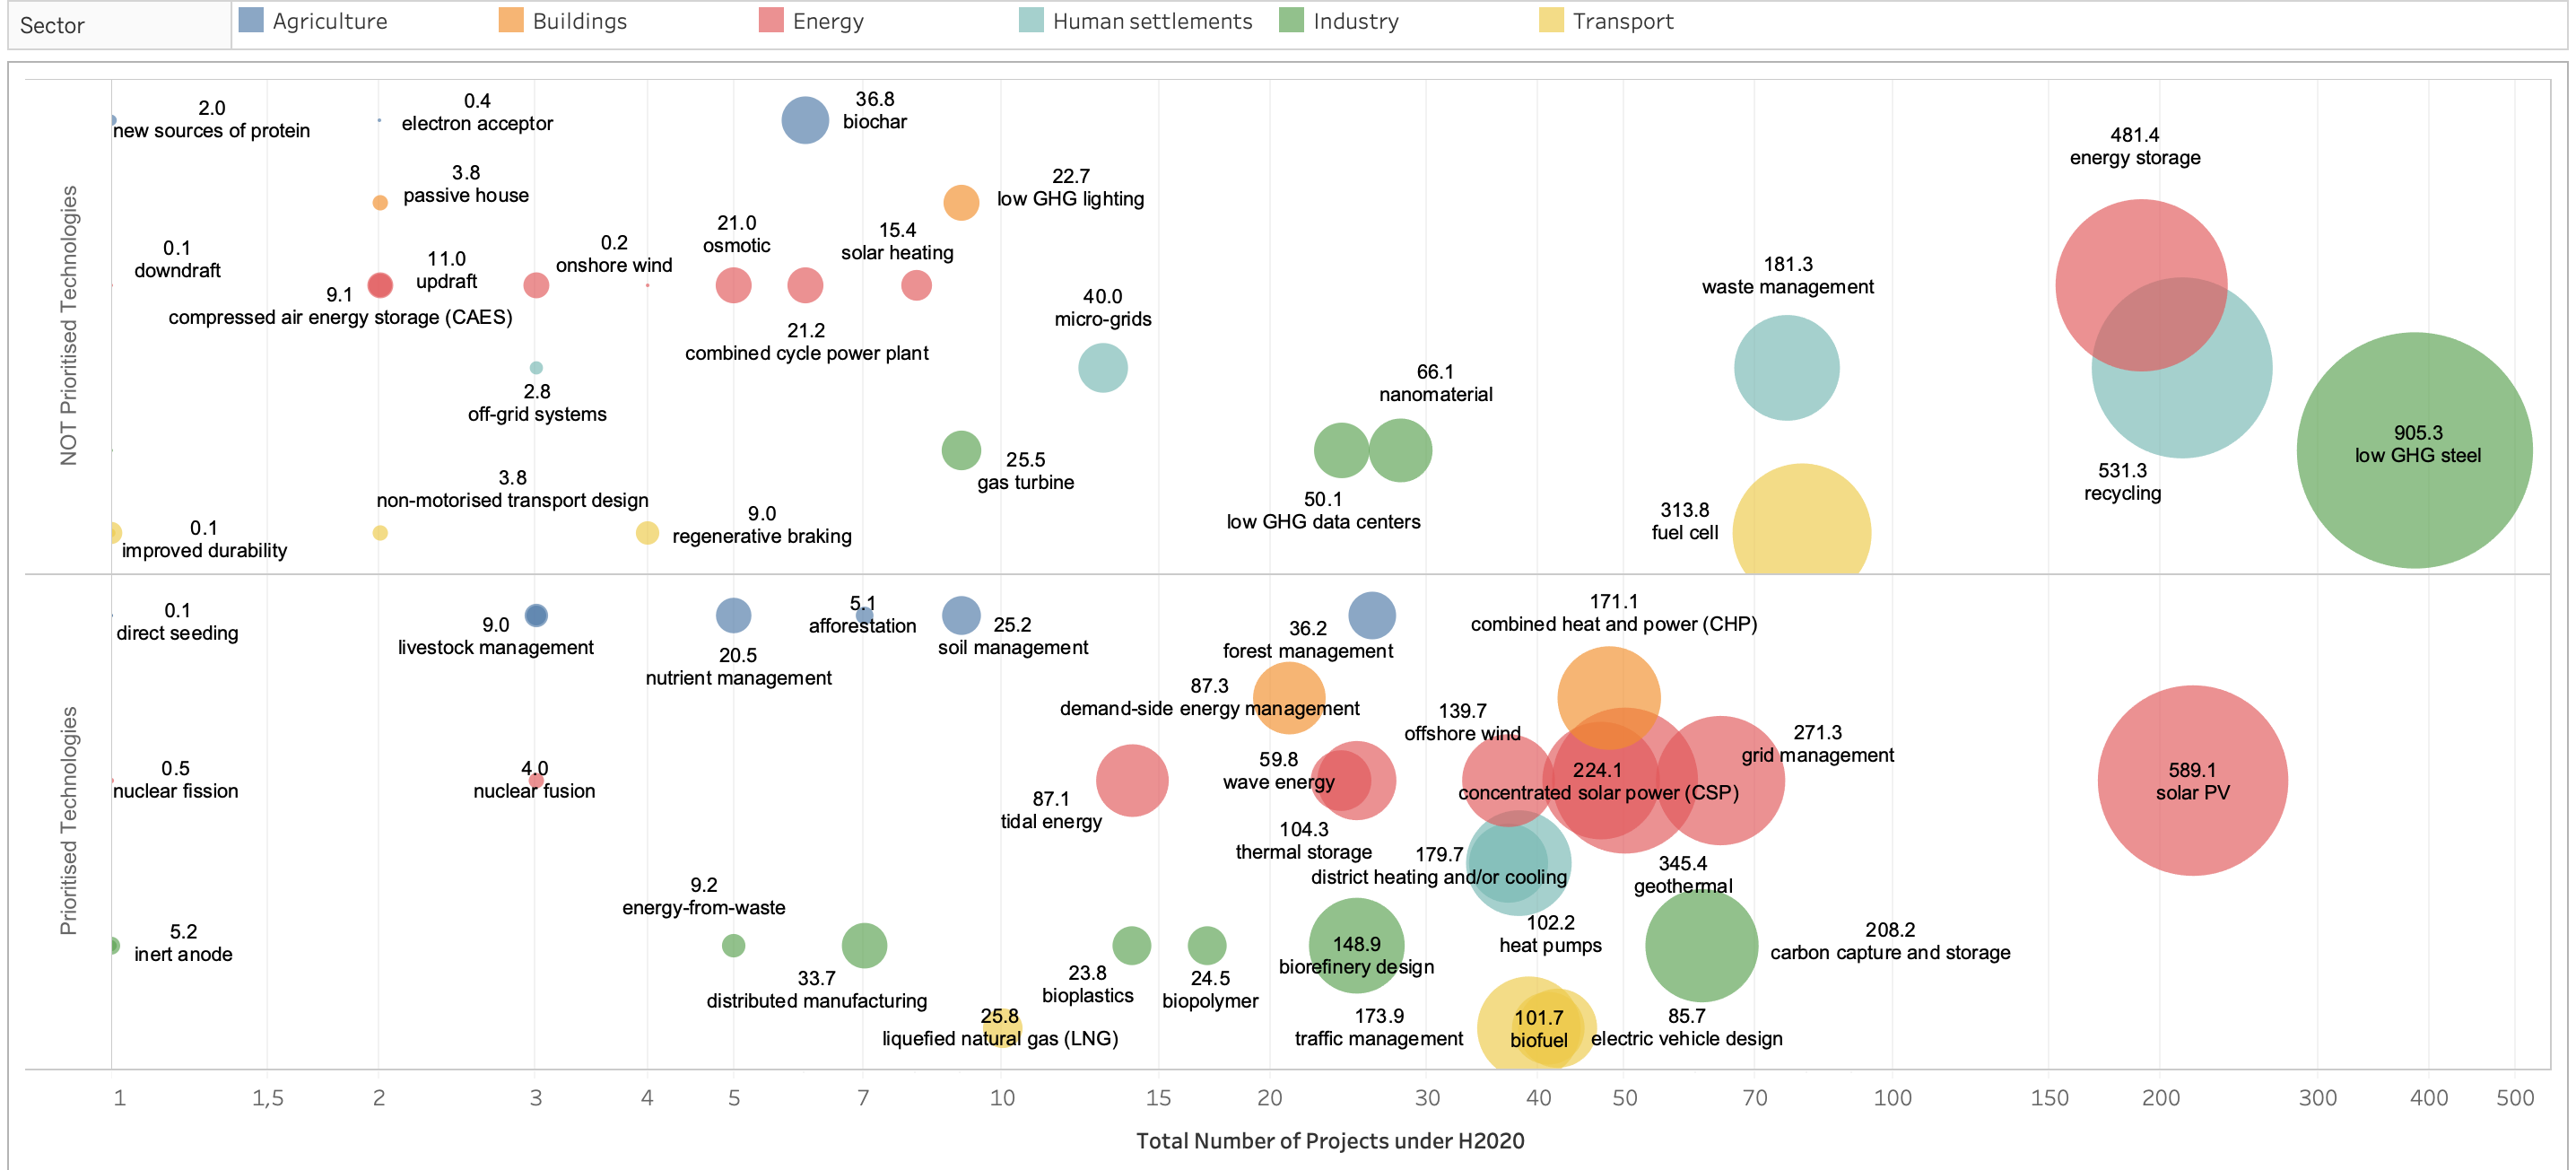 Sector
Agriculture
Buildings
Energy
Human settlements
Industry
Transport
NOT Prioritised Technologies
2.0
new sources of protein
0.4
electron acceptor
36.8
biochar
3.8
passive house
22.7
low GHG lighting
0.1
downdraft
11.0
updraft
9.1
compressed air energy storage (CAES)
0.2
onshore wind
21.0
osmotic
15.4
solar heating
21.2
combined cycle power plant
40.0
micro-grids
181.3
waste management
481.4
energy storage
2.8
off-grid systems
66.1
nanomaterial
25.5
gas turbine
50.1
low GHG data centers
531.3
recycling
905.3
low GHG steel
0.1
improved durability
3.8
non-motorised transport design
9.0
regenerative braking
313.8
fuel cell
Prioritised Technologies
0.1
direct seeding
9.0
livestock management
20.5
nutrient management
5.1
afforestation
25.2
soil management
36.2
forest management
171.1
combined heat and power (CHP)
87.3
demand-side energy management
139.7
offshore wind
271.3
grid management
0.5
nuclear fission
4.0
nuclear fusion
87.1
tidal energy
59.8
wave energy
224.1
concentrated solar power (CSP)
589.1
solar PV
104.3
thermal storage
179.7
district heating and/or cooling
345.4
geothermal
102.2
heat pumps
5.2
inert anode
9.2
energy-from-waste
33.7
distributed manufacturing
23.8
bioplastics
24.5
biopolymer
148.9
biorefinery design
208.2
carbon capture and storage
25.8
liquefied natural gas (LNG)
173.9
traffic management
101.7
biofuel
85.7
electric vehicle design
1 1,5 2 3 4 5 7 10 15 20 30 40 50 70 100 150 200 300 400 500
Total Number of Projects under H2020